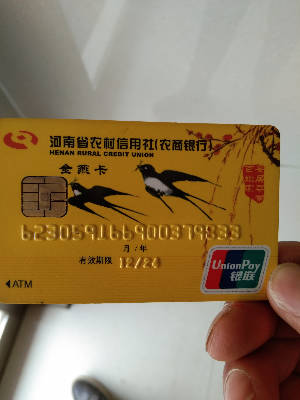 河南省农村信用社(农商银行)
HENAN RURAL CREDIT UNION
金燕卡
月/年
有效期限 12/24
ATM
UnionPay
银联